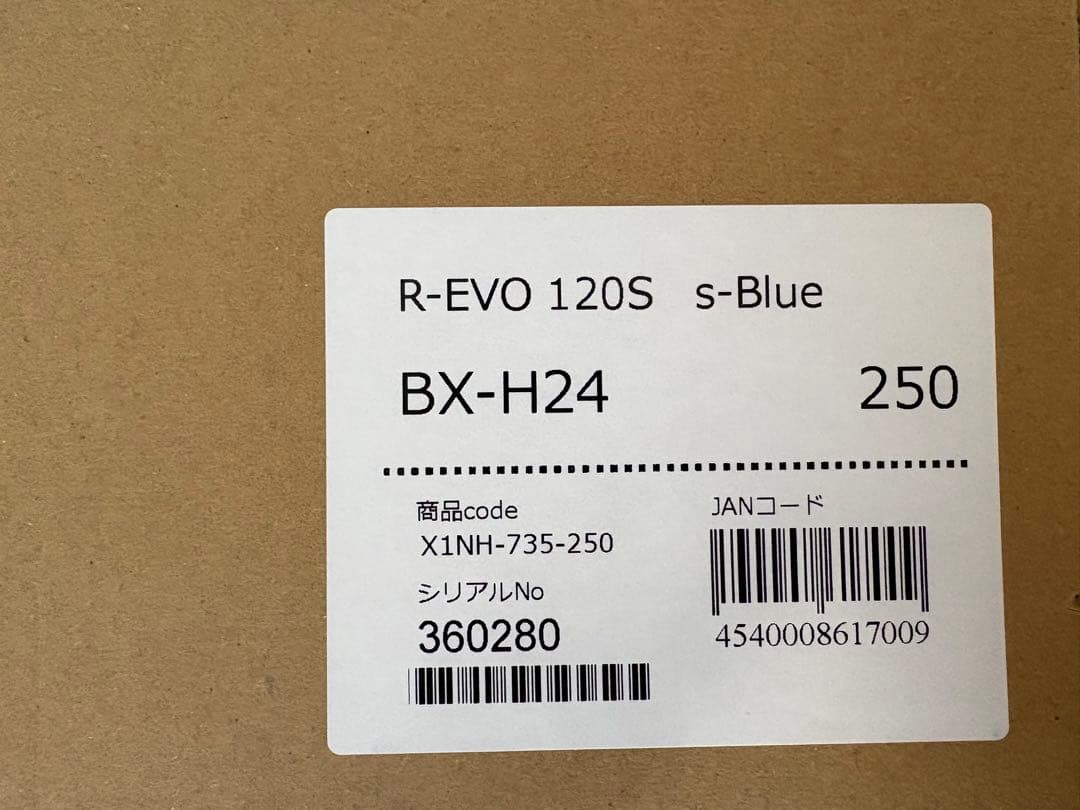 R-EVO 120S s-Blue
BX-H24 250
商品code
X1NH-735-250
シリアルNo
360280
JANコード
4540008617009